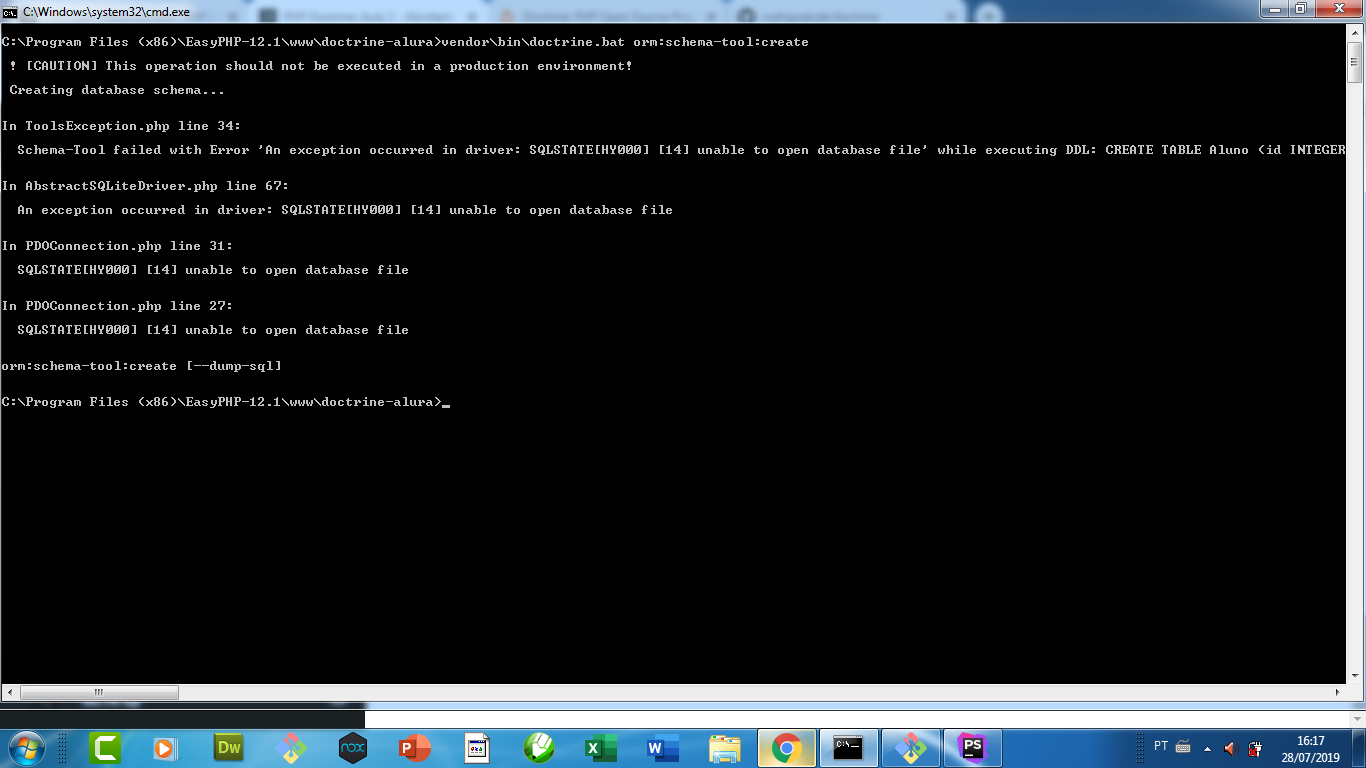 C:\Windows\system32\cmd.exe
C:\Program Files (x86)\EasyPHP-12.1\www\doctrine-alura>vendor\bin\doctrine.bat orm:schema-tool:create
! [CAUTION] This operation should not be executed in a production environment!
Creating database schema...
In ToolsException.php line 34:
Schema-Tool failed with Error 'An exception occurred in driver: SQLSTATE[HY000] [14] unable to open database file' while executing DDL: CREATE TABLE Aluno (id INTEGER
In AbstractSQLiteDriver.php line 67:
An exception occurred in driver: SQLSTATE[HY000] [14] unable to open database file
In PDOConnection.php line 31:
SQLSTATE[HY000] [14] unable to open database file
In PDOConnection.php line 27:
SQLSTATE[HY000] [14] unable to open database file
orm:schema-tool:create [--dump-sql]
C:\Program Files (x86)\EasyPHP-12.1\www\doctrine-alura>_
Dw
nox
P
X
W
C:\
PS
PT
16:17
28/07/2019